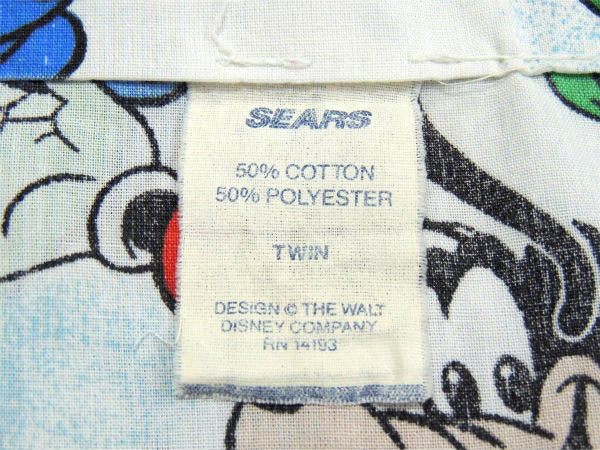 SEARS
50% COTTON
50% POLYESTER
TWIN
DESIGN © THE WALT
DISNEY COMPANY
RN 14193